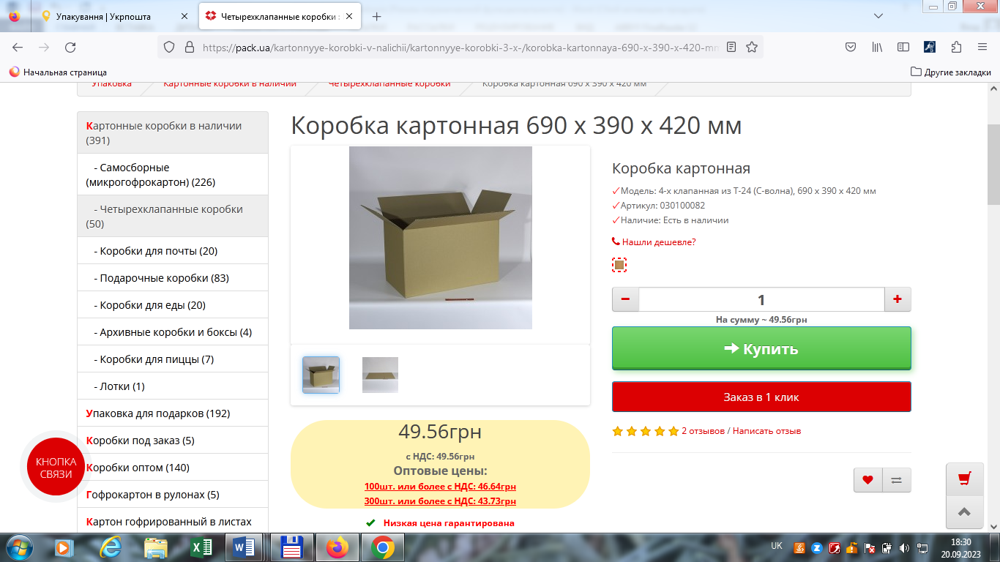 Упакування | Укрпошта
Четырехклапанные коробки
https://pack.ua/kartonnyye-korobki-v-nalichii/kartonnyye-korobki-3-x-/korobka-kartonnaya-690-x-390-x-420-mm
Начальная страница
Другие закладки
Упаковка
Картонные коробки в наличии
Четырехклапанные коробки
Коробка картонная 690 х 390 х 420 мм
Картонные коробки в наличии
(391)
- Самосборные
(микрогофрокартон) (226)
- Четырехклапанные коробки
(50)
- Коробки для почты (20)
- Подарочные коробки (83)
- Коробки для еды (20)
- Архивные коробки и боксы (4)
- Коробки для пиццы (7)
- Лотки (1)
Упаковка для подарков (192)
Коробки под заказ (5)
Коробки оптом (140)
Гофрокартон в рулонах (5)
Картон гофрированный в листах
КНОПКА
СВЯЗИ
Коробка картонная 690 х 390 х 420 мм
49.56грн
с НДС: 49.56грн
Оптовые цены:
100шт. или более с НДС: 46.64грн
300шт. или более с НДС: 43.73грн
Низкая цена гарантирована
Коробка картонная
✓Модель: 4-х клапанная из Т-24 (С-волна), 690 х 390 х 420 мм
✓Артикул: 030100082
✓Наличие: Есть в наличии
Нашли дешевле?
1
На сумму ~ 49.56грн
Купить
Заказ в 1 клик
2 отзывов / Написать отзыв
UK
18:30
20.09.2023